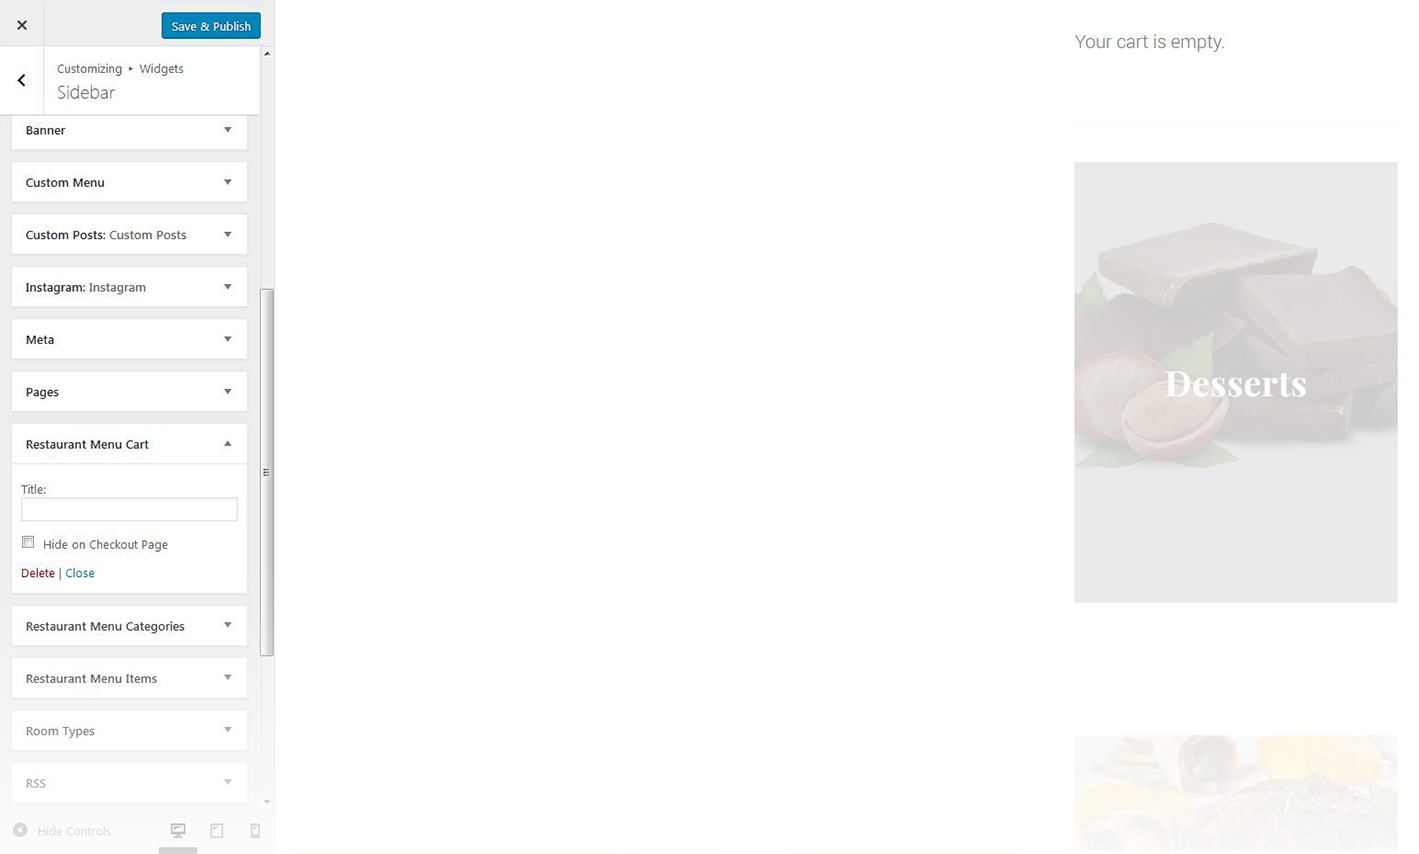 Save & Publish
Customizing ▸ Widgets
Sidebar
Banner
Custom Menu
Custom Posts: Custom Posts
Instagram: Instagram
Meta
Pages
Restaurant Menu Cart
Title:
Hide on Checkout Page
Delete | Close
Restaurant Menu Categories
Restaurant Menu Items
Room Types
RSS
Hide Controls
Your cart is empty.
Desserts